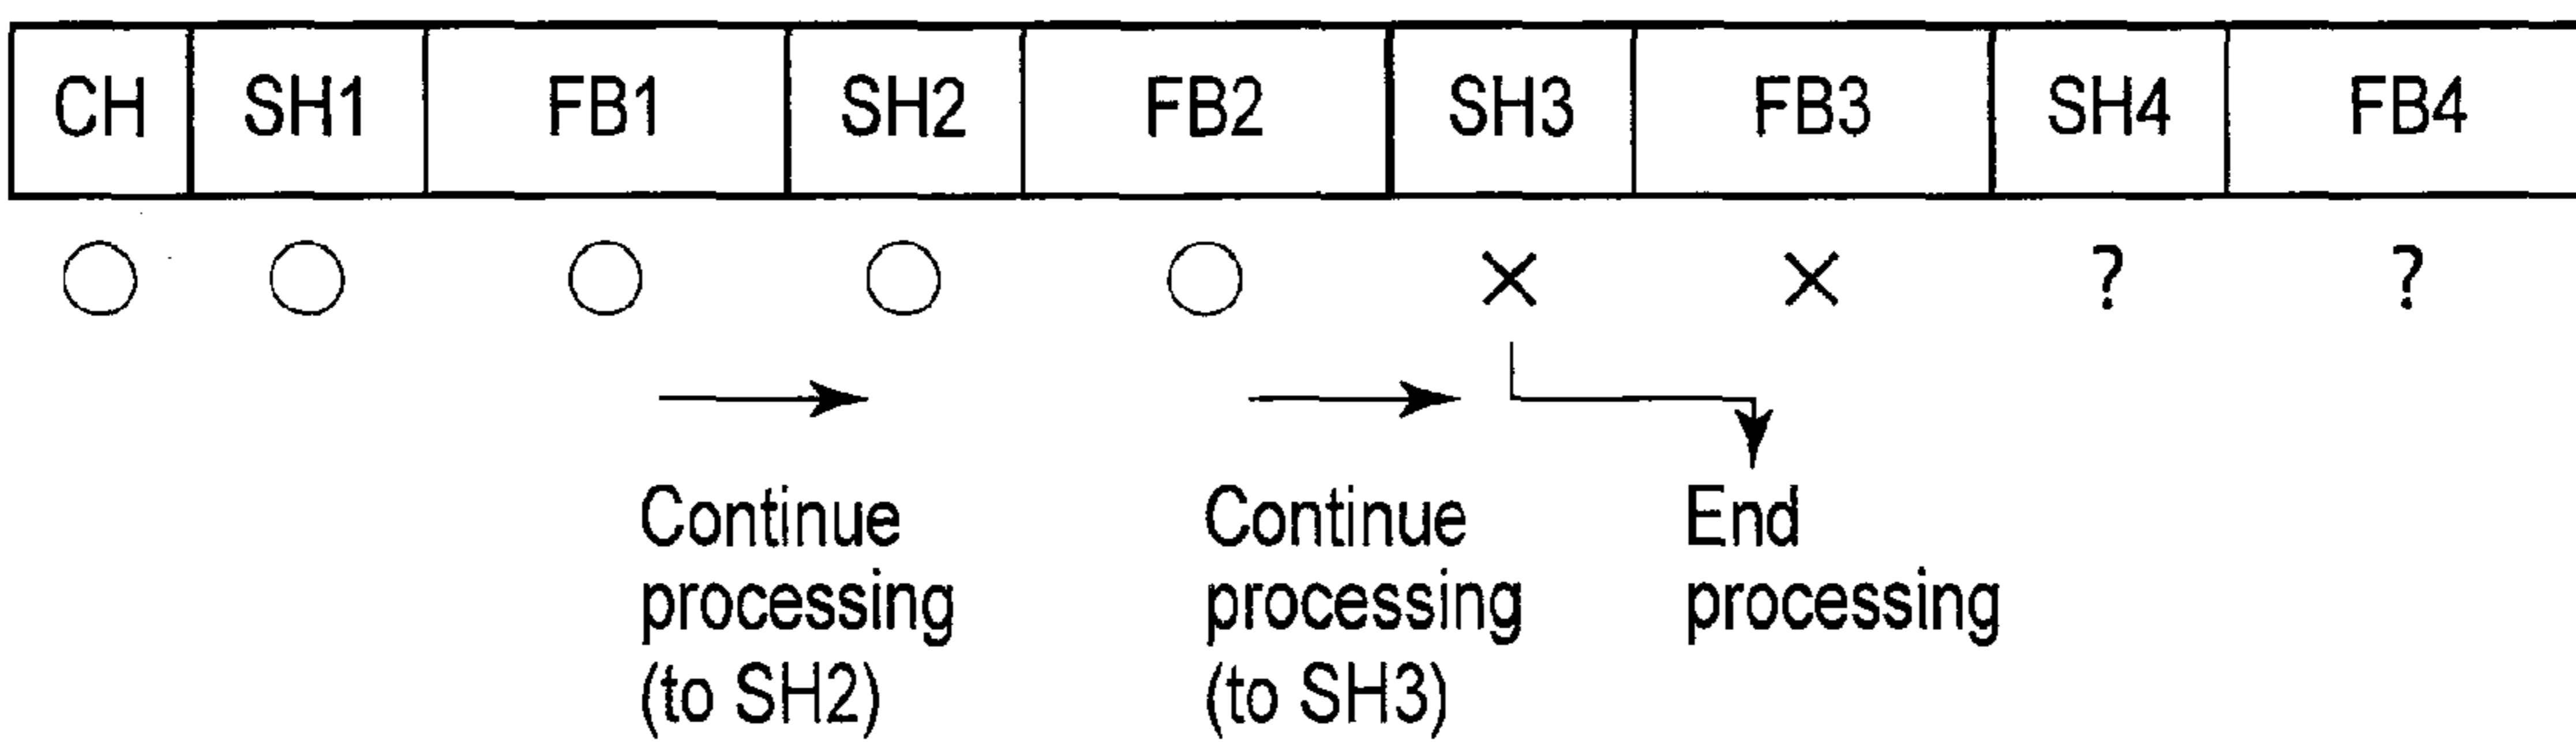 CH SH1 FB1 SH2 FB2 SH3 FB3 SH4 FB4
○ ○ ○ ○ ○ × × ? ?
Continue
processing
(to SH2)
Continue
processing
(to SH3)
End
processing